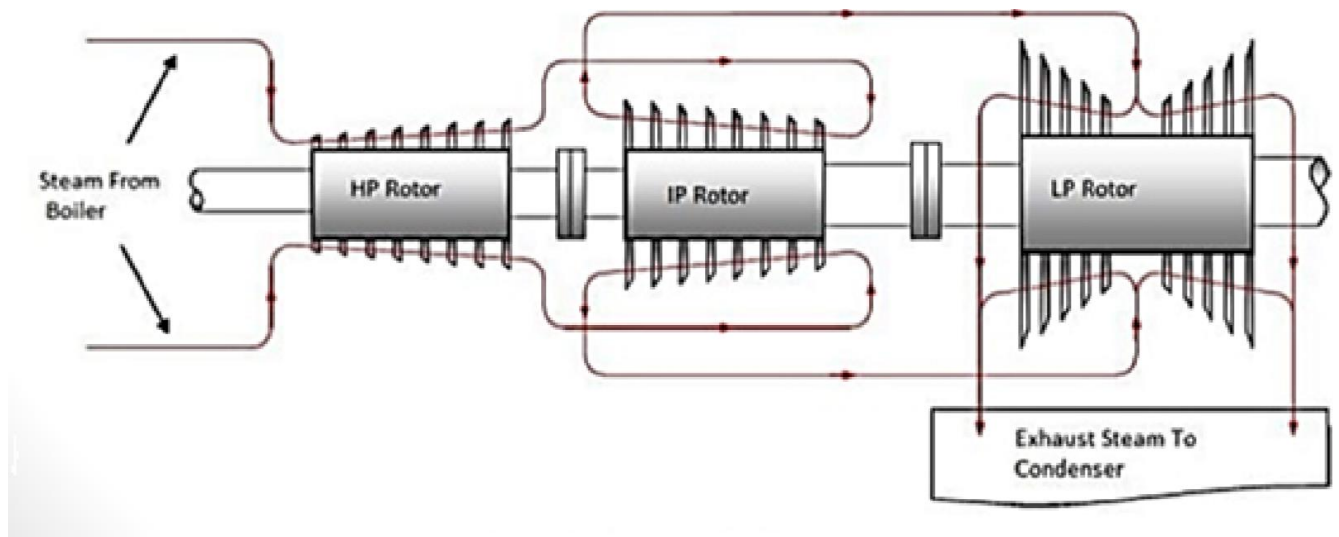 Steam From
Boiler
HP Rotor
IP Rotor
LP Rotor
Exhaust Steam To
Condenser